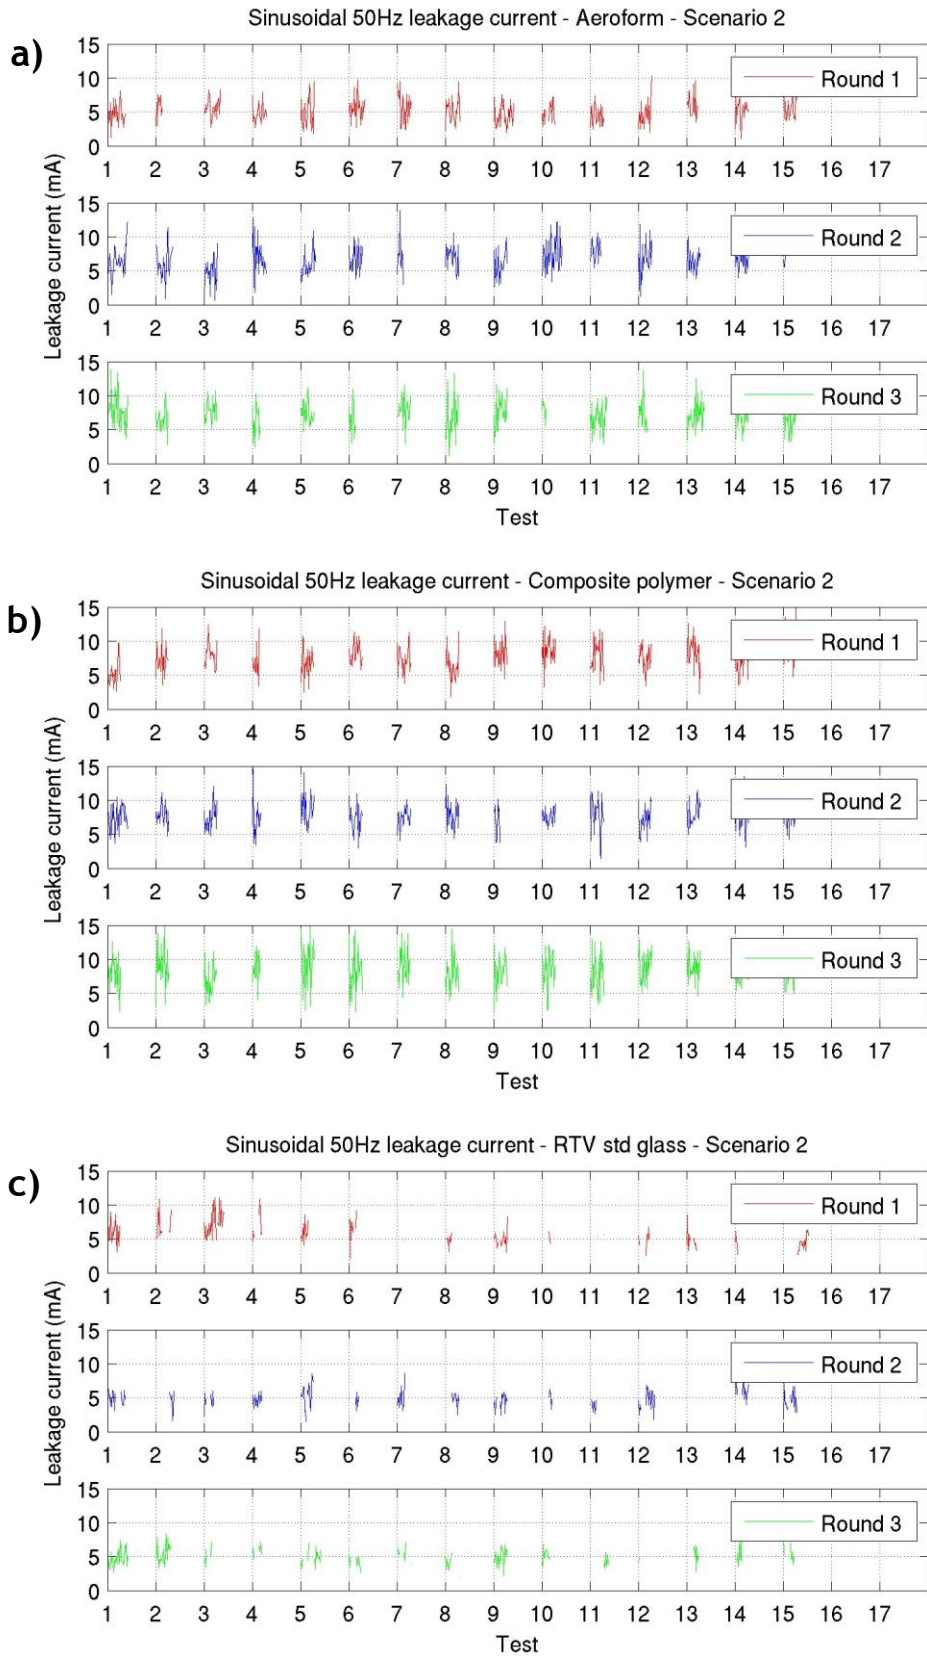 Sinusoidal 50Hz leakage current - Aeroform - Scenario 2
a)
Leakage current (mA)
15
10
5
0
Round 1
1 2 3 4 5 6 7 8 9 10 11 12 13 14 15 16 17
15
10
5
0
Round 2
1 2 3 4 5 6 7 8 9 10 11 12 13 14 15 16 17
15
10
5
0
Round 3
1 2 3 4 5 6 7 8 9 10 11 12 13 14 15 16 17
Test
Sinusoidal 50Hz leakage current - Composite polymer - Scenario 2
b)
Leakage current (mA)
15
10
5
0
Round 1
1 2 3 4 5 6 7 8 9 10 11 12 13 14 15 16 17
15
10
5
0
Round 2
1 2 3 4 5 6 7 8 9 10 11 12 13 14 15 16 17
15
10
5
0
Round 3
1 2 3 4 5 6 7 8 9 10 11 12 13 14 15 16 17
Test
Sinusoidal 50Hz leakage current - RTV std glass - Scenario 2
c)
Leakage current (mA)
15
10
5
0
Round 1
1 2 3 4 5 6 7 8 9 10 11 12 13 14 15 16 17
15
10
5
0
Round 2
1 2 3 4 5 6 7 8 9 10 11 12 13 14 15 16 17
15
10
5
0
Round 3
1 2 3 4 5 6 7 8 9 10 11 12 13 14 15 16 17
Test